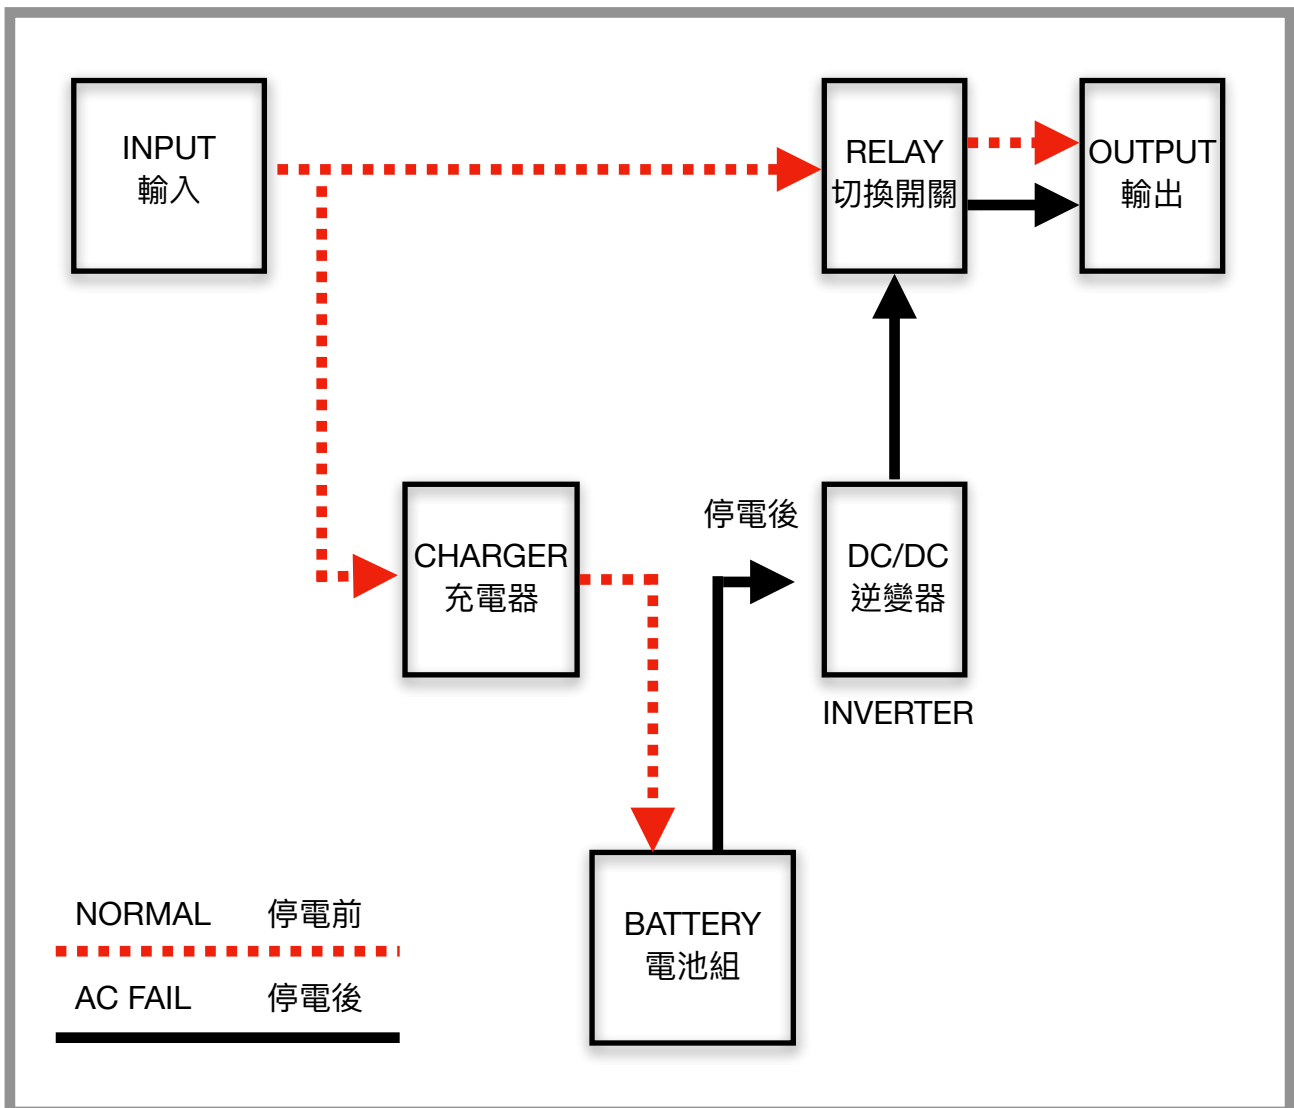 INPUT
輸入
RELAY
切換開關
OUTPUT
輸出
CHARGER
充電器
停電後
DC/DC
逆變器
INVERTER
BATTERY
電池組
NORMAL 停電前
AC FAIL 停電後